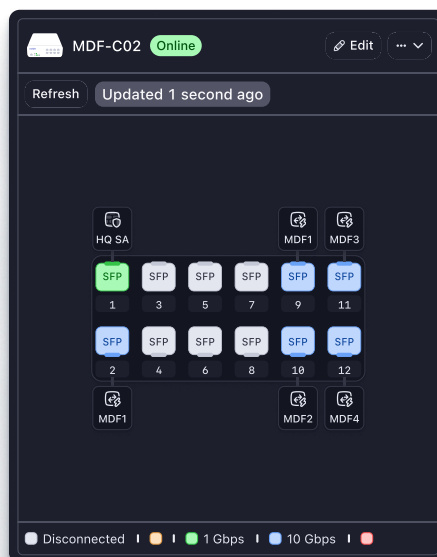 MDF-C02 Online Edit
Refresh Updated 1 second ago
HQ SA MDF1 MDF3
SFP SFP SFP SFP SFP SFP
1 3 5 7 9 11
SFP SFP SFP SFP SFP SFP
2 4 6 8 10 12
MDF1 MDF2 MDF4
Disconnected 1 Gbps 10 Gbps